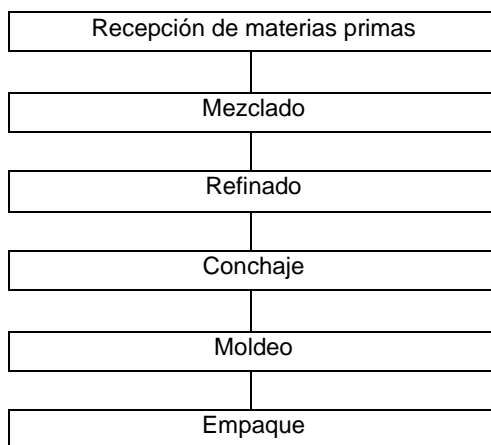 Recepción de materias primas
Mezclado
Refinado
Conchaje
Moldeo
Empaque